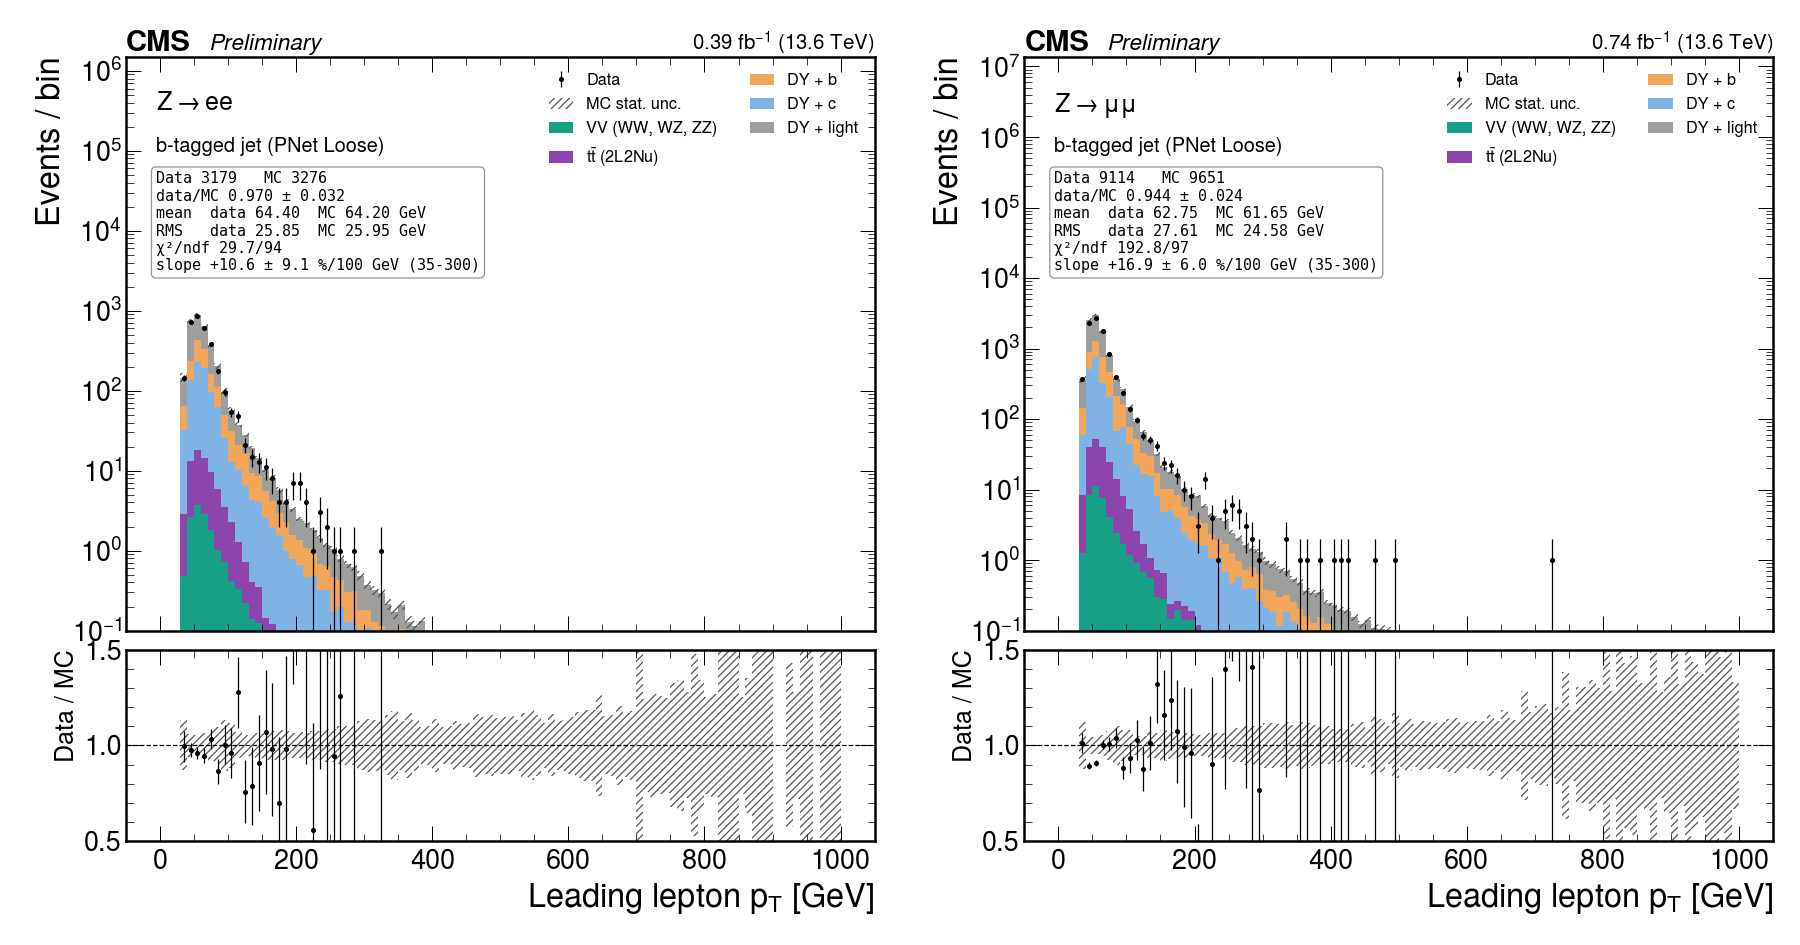 CMS Preliminary 0.39 fb⁻¹ (13.6 TeV)
Events / bin
10⁶
10⁵
10⁴
10³
10²
10¹
10⁰
10⁻¹
Z → ee
b-tagged jet (PNet Loose)
Data 3179 MC 3276
data/MC 0.970 ± 0.032
mean data 64.40 MC 64.20 GeV
RMS data 25.85 MC 25.95 GeV
χ²/ndf 29.7/94
slope +10.6 ± 9.1 %/100 GeV (35-300)
Data
MC stat. unc.
VV (WW, WZ, ZZ)
tt̄ (2L2Nu)
DY + b
DY + c
DY + light
Data / MC
1.5
1.0
0.5
0 200 400 600 800 1000
Leading lepton p_T [GeV]
CMS Preliminary 0.74 fb⁻¹ (13.6 TeV)
Events / bin
10⁷
10⁶
10⁵
10⁴
10³
10²
10¹
10⁰
10⁻¹
Z → μμ
b-tagged jet (PNet Loose)
Data 9114 MC 9651
data/MC 0.944 ± 0.024
mean data 62.75 MC 61.65 GeV
RMS data 27.61 MC 24.58 GeV
χ²/ndf 192.8/97
slope +16.9 ± 6.0 %/100 GeV (35-300)
Data
MC stat. unc.
VV (WW, WZ, ZZ)
tt̄ (2L2Nu)
DY + b
DY + c
DY + light
Data / MC
1.5
1.0
0.5
0 200 400 600 800 1000
Leading lepton p_T [GeV]